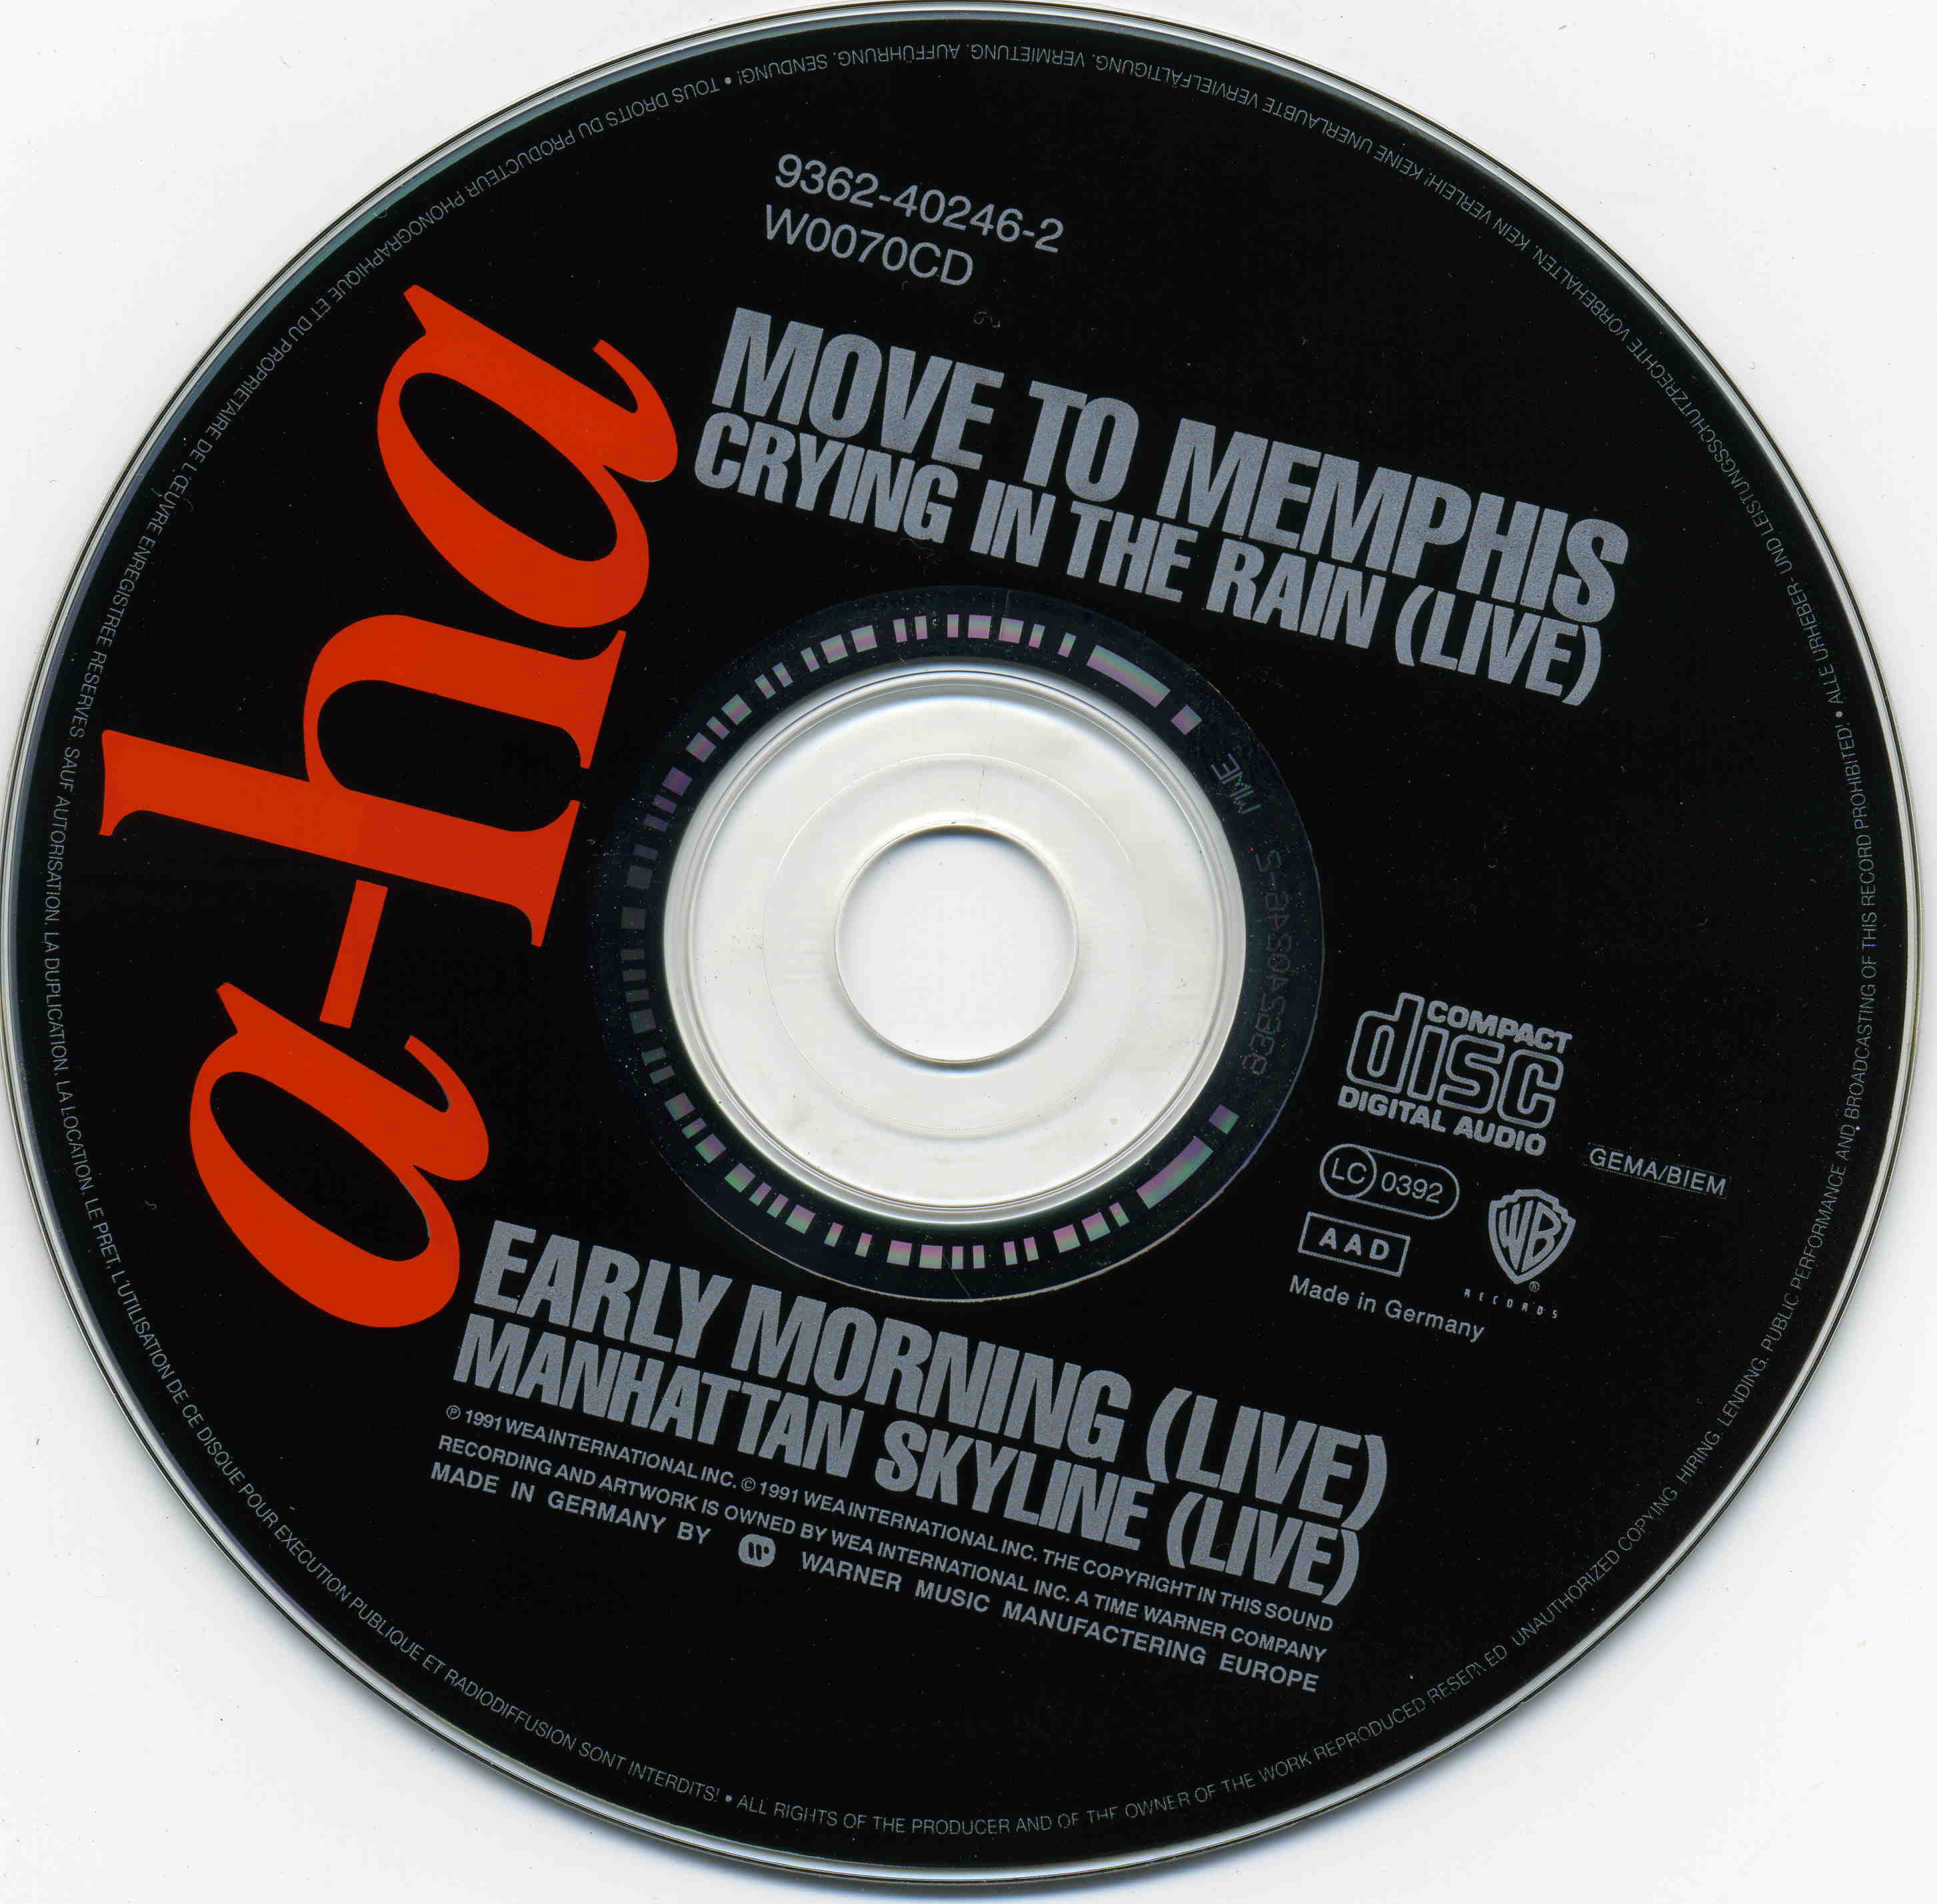 9362-40246-2
W0070CD
MOVE TO MEMPHIS
CRYING IN THE RAIN (LIVE)
a-ha
COMPACT
disc
DIGITAL AUDIO
GEMA/BIEM
LC 0392
AAD
WB
®
RECORDS
Made in Germany
EARLY MORNING (LIVE)
MANHATTAN SKYLINE (LIVE)
℗ 1991 WEA INTERNATIONAL INC. © 1991 WEA INTERNATIONAL INC. THE COPYRIGHT IN THIS SOUND
RECORDING AND ARTWORK IS OWNED BY WEA INTERNATIONAL INC. A TIME WARNER COMPANY
MADE IN GERMANY BY WARNER MUSIC MANUFACTERING EUROPE
• ALL RIGHTS OF THE PRODUCER AND OF THE OWNER OF THE WORK REPRODUCED RESERVED. UNAUTHORIZED COPYING. HIRING. LENDING. PUBLIC PERFORMANCE AND BROADCASTING OF THIS RECORD PROHIBITED!
• ALLE URHEBER- UND LEISTUNGSSCHUTZRECHTE VORBEHALTEN. KEIN VERLEIH! KEINE UNERLAUBTE VERVIELFÄLTIGUNG. VERMIETUNG. AUFFÜHRUNG. SENDUNG!
• TOUS DROITS DU PRODUCTEUR PHONOGRAPHIQUE ET DU PROPRIETAIRE DE L'ŒUVRE ENREGISTREE RESERVES. SAUF AUTORISATION. LA DUPLICATION. LA LOCATION. LE PRET. L'UTILISATION DE CE DISQUE POUR EXECUTION PUBLIQUE ET RADIODIFFUSION SONT INTERDITS!